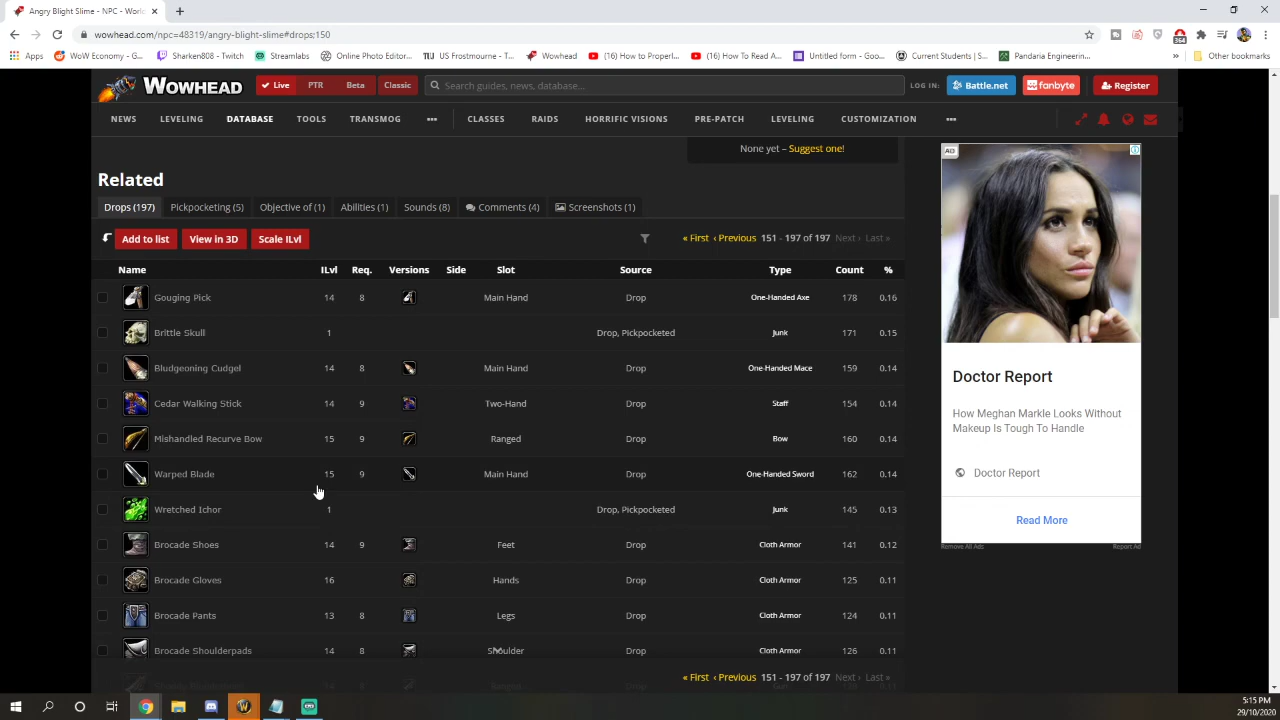 Angry Blight Slime - NPC - Worl
wowhead.com/npc=48319/angry-blight-slime#drops:150
364
Apps WoW Economy - G... Sharken808 - Twitch Streamlabs Online Photo Editor... US Frostmourne - T... Wowhead (16) How to Properl... (16) How To Read A... Untitled form - Goo... Current Students | S... Pandaria Engineerin... » Other bookmarks
WOWHEAD Live PTR Beta Classic Search guides, news, database... LOG IN: Battle.net fanbyte Register
NEWS LEVELING DATABASE TOOLS TRANSMOG ••• CLASSES RAIDS HORRIFIC VISIONS PRE-PATCH LEVELING CUSTOMIZATION •••
None yet – Suggest one!
Related
Drops (197) Pickpocketing (5) Objective of (1) Abilities (1) Sounds (8) Comments (4) Screenshots (1)
Add to list View in 3D Scale ILvl « First ‹ Previous 151 - 197 of 197 Next › Last »
Name ILvl Req. Versions Side Slot Source Type Count %
Gouging Pick 14 8 Main Hand Drop One-Handed Axe 178 0.16
Brittle Skull 1 Drop, Pickpocketed Junk 171 0.15
Bludgeoning Cudgel 14 8 Main Hand Drop One-Handed Mace 159 0.14
Cedar Walking Stick 14 9 Two-Hand Drop Staff 154 0.14
Mishandled Recurve Bow 15 9 Ranged Drop Bow 160 0.14
Warped Blade 15 9 Main Hand Drop One-Handed Sword 162 0.14
Wretched Ichor 1 Drop, Pickpocketed Junk 145 0.13
Brocade Shoes 14 9 Feet Drop Cloth Armor 141 0.12
Brocade Gloves 16 Hands Drop Cloth Armor 125 0.11
Brocade Pants 13 8 Legs Drop Cloth Armor 124 0.11
Brocade Shoulderpads 14 8 Shoulder Drop Cloth Armor 126 0.11
« First ‹ Previous 151 - 197 of 197 Next › Last »
AD
Doctor Report
How Meghan Markle Looks Without
Makeup Is Tough To Handle
Doctor Report
Read More
Remove All Ads Report Ad
5:15 PM
29/10/2020